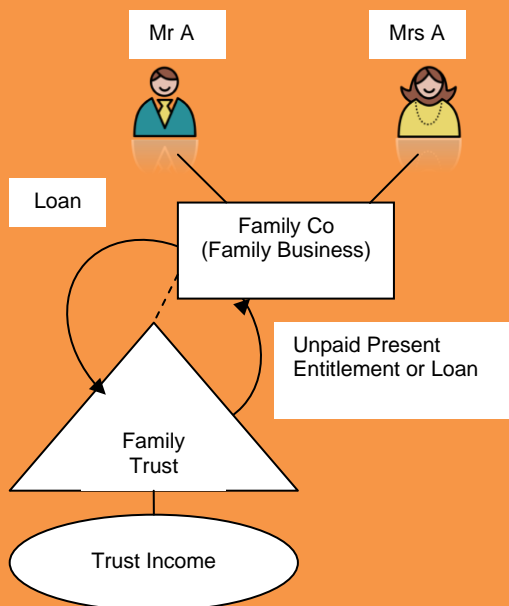 Mr A
Mrs A
Loan
Family Co
(Family Business)
Unpaid Present
Entitlement or Loan
Family
Trust
Trust Income